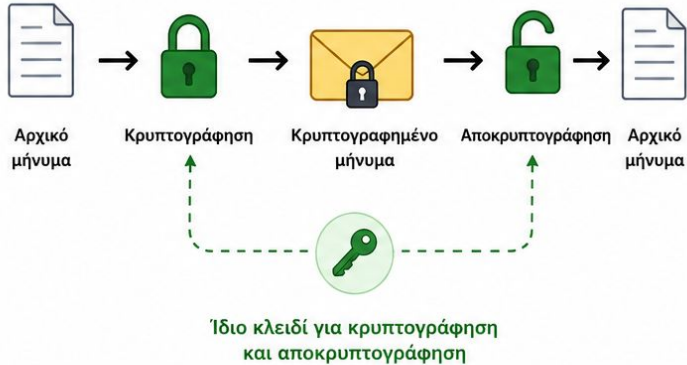 Αρχικό
μήνυμα
Κρυπτογράφηση
Κρυπτογραφημένο
μήνυμα
Αποκρυπτογράφηση
Αρχικό
μήνυμα
Ίδιο κλειδί για κρυπτογράφηση
και αποκρυπτογράφηση